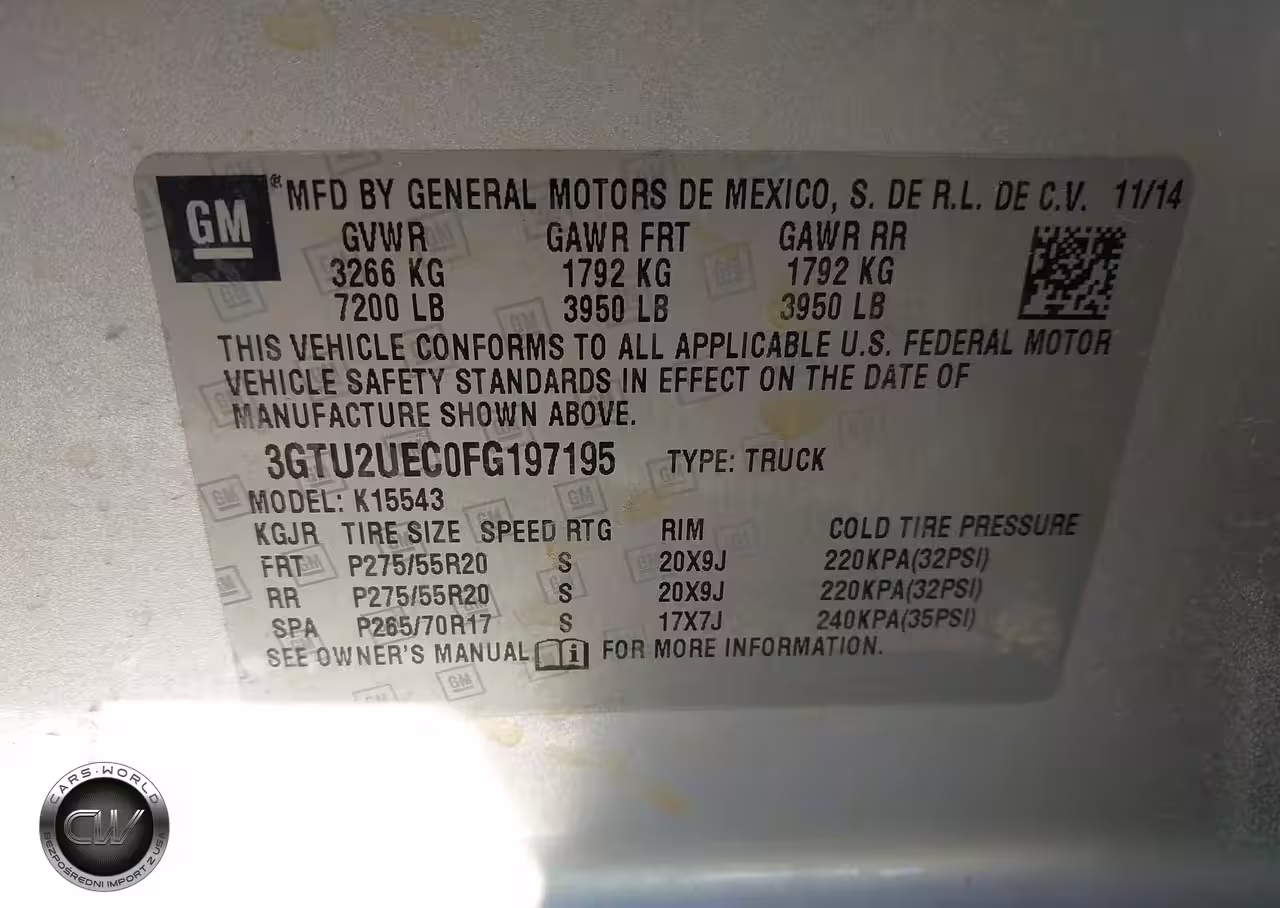 GM ® MFD BY GENERAL MOTORS DE MEXICO, S. DE R.L. DE C.V. 11/14
GVWR GAWR FRT GAWR RR
3266 KG 1792 KG 1792 KG
7200 LB 3950 LB 3950 LB
THIS VEHICLE CONFORMS TO ALL APPLICABLE U.S. FEDERAL MOTOR
VEHICLE SAFETY STANDARDS IN EFFECT ON THE DATE OF
MANUFACTURE SHOWN ABOVE.
3GTU2UEC0FG197195 TYPE: TRUCK
MODEL: K15543
KGJR TIRE SIZE SPEED RTG RIM COLD TIRE PRESSURE
FRT P275/55R20 S 20X9J 220KPA(32PSI)
RR P275/55R20 S 20X9J 220KPA(32PSI)
SPA P265/70R17 S 17X7J 240KPA(35PSI)
SEE OWNER'S MANUAL i FOR MORE INFORMATION.
CARS-WORLD
CW
BEZPOŚREDNI IMPORT Z USA